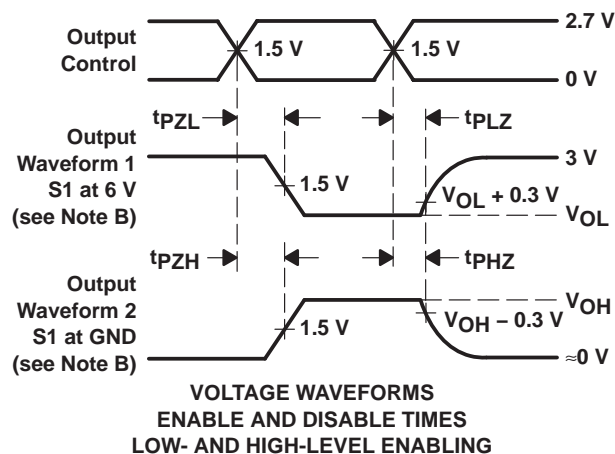 Output
Control
1.5 V
1.5 V
2.7 V
0 V
tPZL
tPLZ
Output
Waveform 1
S1 at 6 V
(see Note B)
1.5 V
3 V
VOL + 0.3 V
VOL
tPZH
tPHZ
Output
Waveform 2
S1 at GND
(see Note B)
1.5 V
VOH
VOH − 0.3 V
≈0 V
VOLTAGE WAVEFORMS
ENABLE AND DISABLE TIMES
LOW- AND HIGH-LEVEL ENABLING